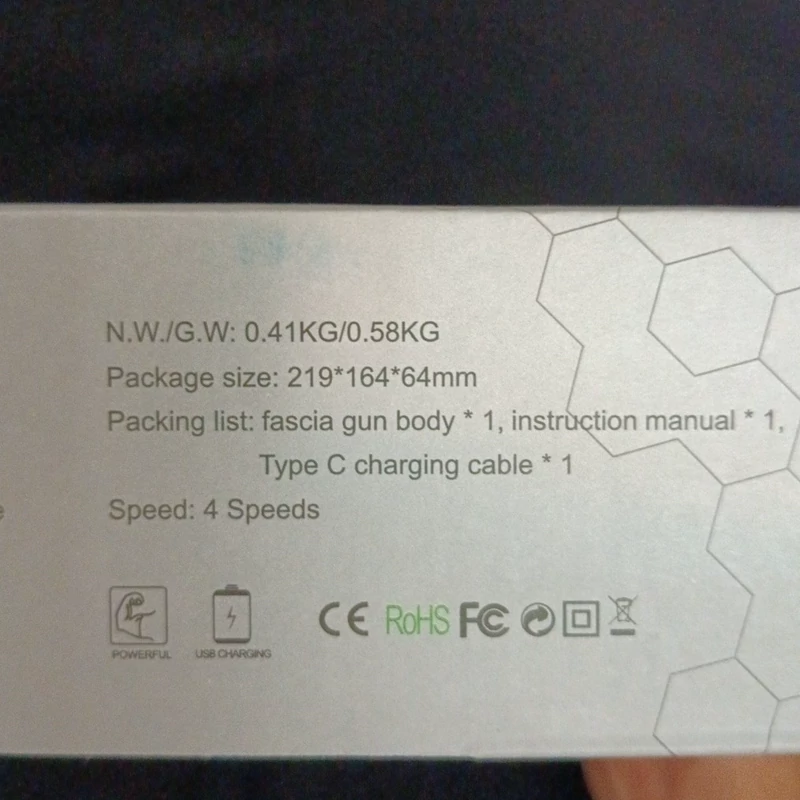 N.W./G.W: 0.41KG/0.58KG
Package size: 219*164*64mm
Packing list: fascia gun body * 1, instruction manual * 1,
Type C charging cable * 1
Speed: 4 Speeds
CE RoHS FC
POWERFUL USB CHARGING